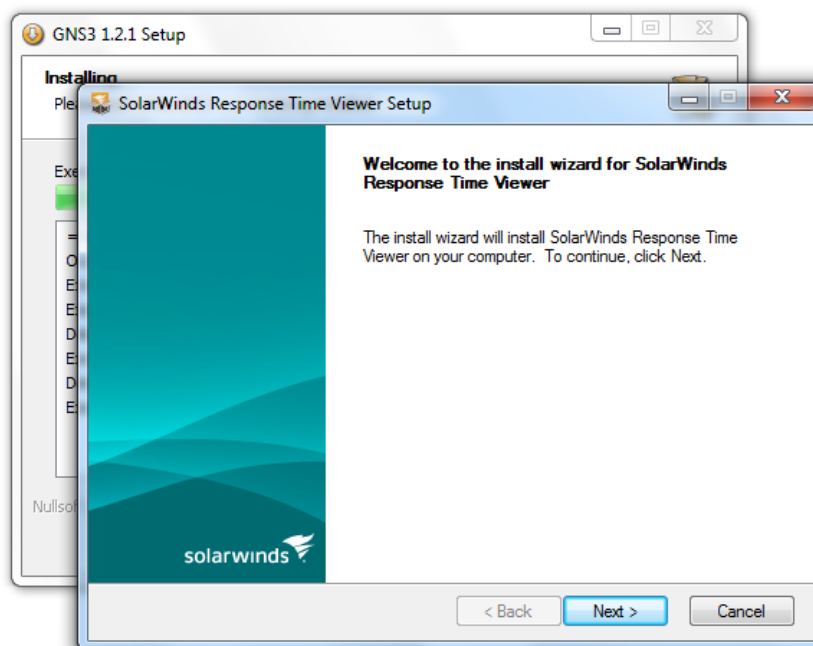 GNS3 1.2.1 Setup
Installing
SolarWinds Response Time Viewer Setup
Welcome to the install wizard for SolarWinds
Response Time Viewer
The install wizard will install SolarWinds Response Time
Viewer on your computer. To continue, click Next.
solarwinds
< Back
Next >
Cancel